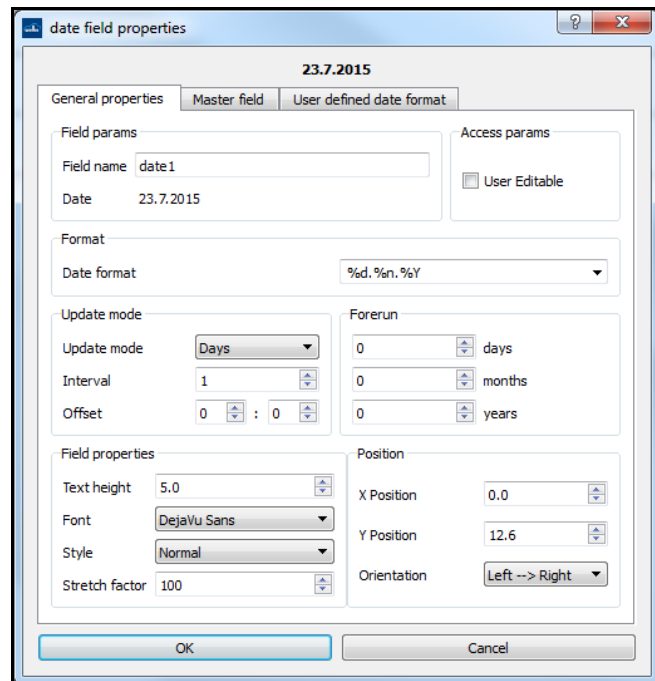 date field properties
? X
23.7.2015
General properties Master field User defined date format
Field params Access params
Field name date1
User Editable
Date 23.7.2015
Format
Date format %d.%n.%Y
Update mode Forerun
Update mode Days 0 days
Interval 1 0 months
Offset 0 : 0 0 years
Field properties Position
Text height 5.0
X Position 0.0
Font DejaVu Sans
Y Position 12.6
Style Normal
Orientation Left --> Right
Stretch factor 100
OK Cancel